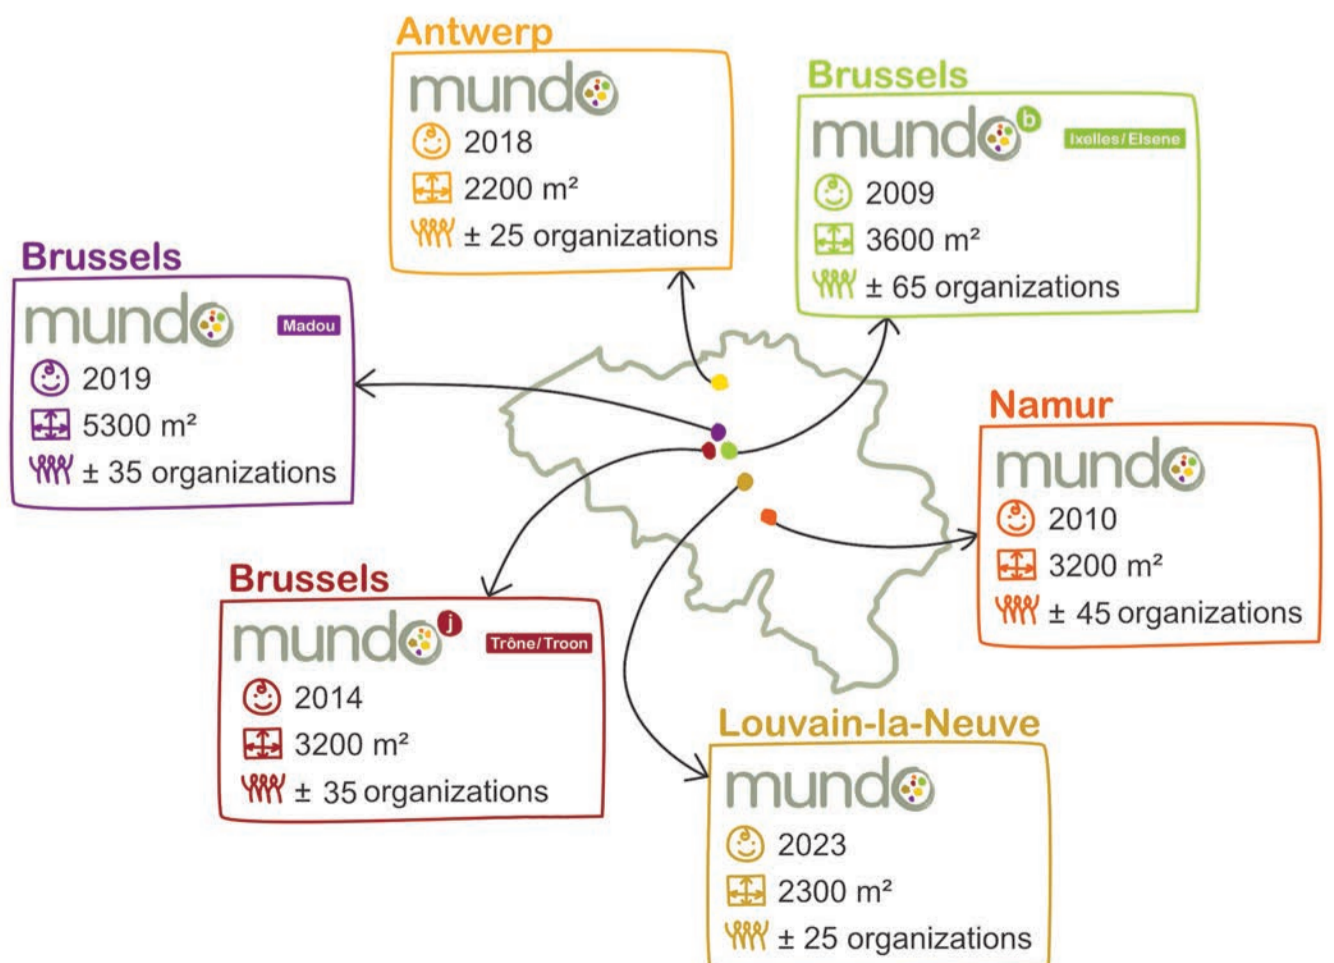 Antwerp
mundo
2018
2200 m²
± 25 organizations
Brussels
mundo b
Ixelles/Elsene
2009
3600 m²
± 65 organizations
Brussels
mundo
Madou
2019
5300 m²
± 35 organizations
Namur
mundo
2010
3200 m²
± 45 organizations
Brussels
mundo j
Trône/Troon
2014
3200 m²
± 35 organizations
Louvain-la-Neuve
mundo
2023
2300 m²
± 25 organizations